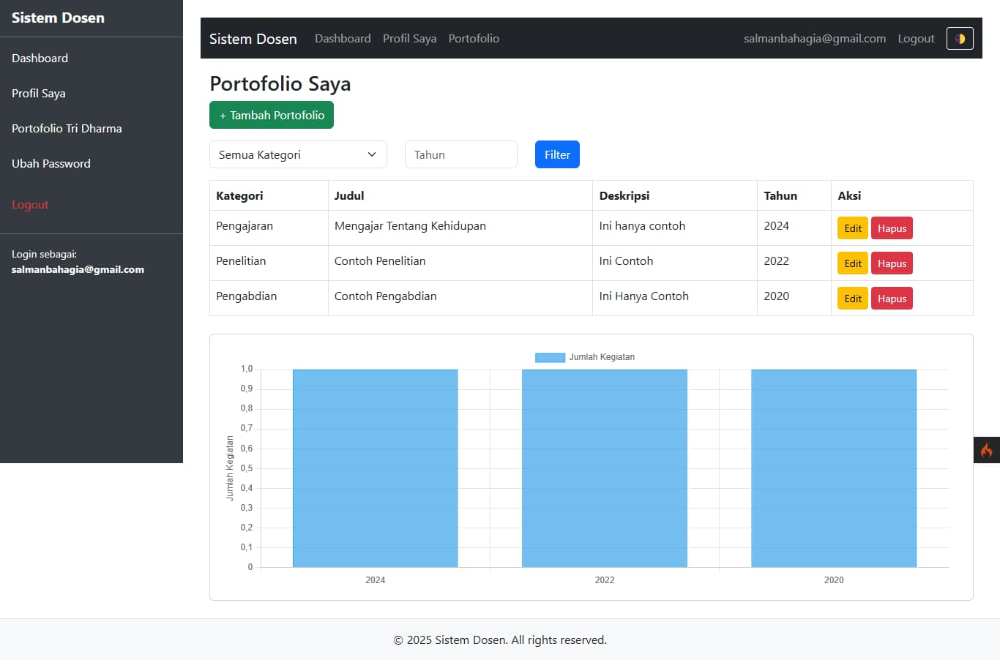 Sistem Dosen
Dashboard
Profil Saya
Portofolio Tri Dharma
Ubah Password
Logout
Login sebagai:
salmanbahagia@gmail.com
Sistem Dosen Dashboard Profil Saya Portofolio salmanbahagia@gmail.com Logout
Portofolio Saya
+ Tambah Portofolio
Semua Kategori Tahun Filter
Kategori Judul Deskripsi Tahun Aksi
Pengajaran Mengajar Tentang Kehidupan Ini hanya contoh 2024 Edit Hapus
Penelitian Contoh Penelitian Ini Contoh 2022 Edit Hapus
Pengabdian Contoh Pengabdian Ini Hanya Contoh 2020 Edit Hapus
Jumlah Kegiatan
Jumlah Kegiatan
1,0
0,9
0,8
0,7
0,6
0,5
0,4
0,3
0,2
0,1
0
2024 2022 2020
© 2025 Sistem Dosen. All rights reserved.